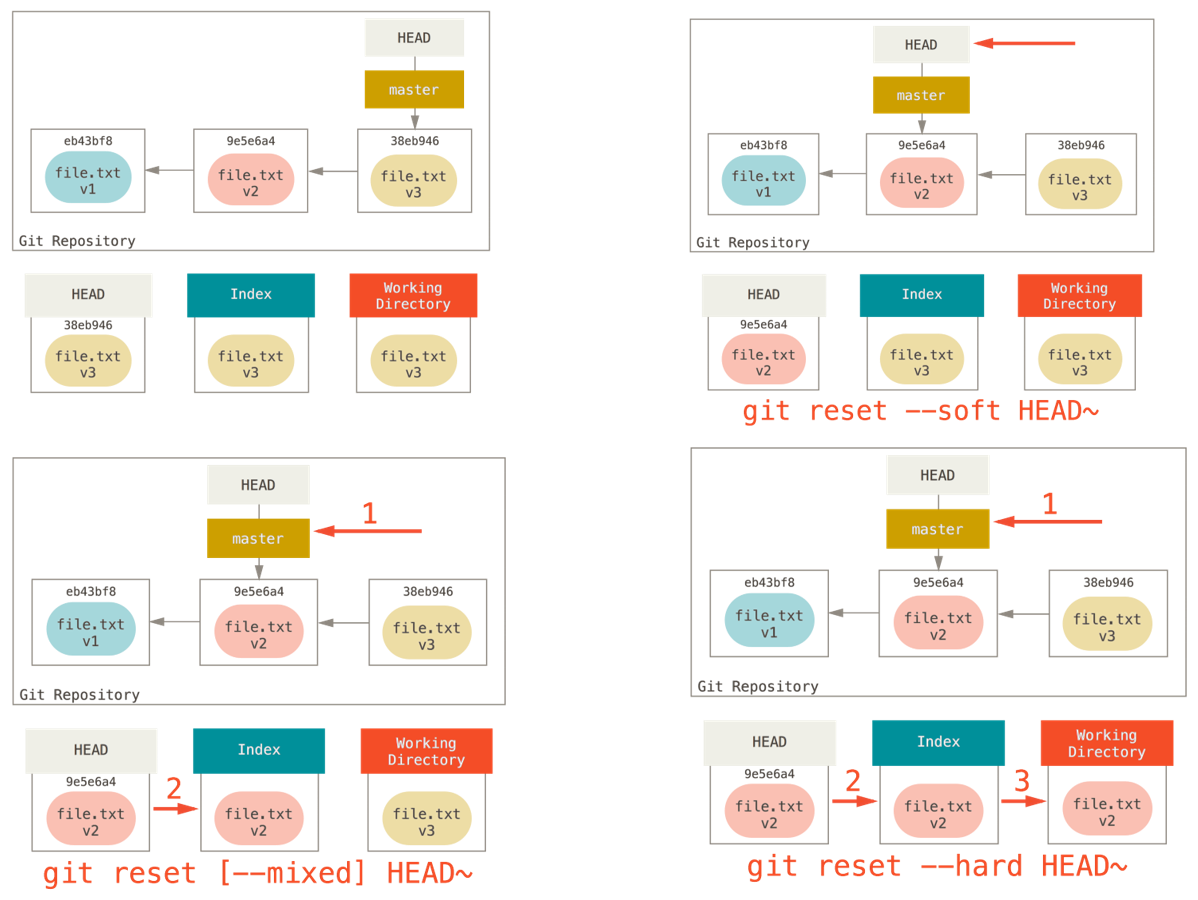 HEAD
master
eb43bf8
9e5e6a4
38eb946
file.txt
v1
file.txt
v2
file.txt
v3
Git Repository
HEAD
Index
Working
Directory
38eb946
file.txt
v3
file.txt
v3
file.txt
v3
HEAD
master
eb43bf8
9e5e6a4
38eb946
file.txt
v1
file.txt
v2
file.txt
v3
Git Repository
HEAD
Index
Working
Directory
9e5e6a4
file.txt
v2
file.txt
v3
file.txt
v3
git reset --soft HEAD~
HEAD
1
master
eb43bf8
9e5e6a4
38eb946
file.txt
v1
file.txt
v2
file.txt
v3
Git Repository
HEAD
Index
Working
Directory
9e5e6a4
2
file.txt
v2
file.txt
v2
file.txt
v3
git reset [--mixed] HEAD~
HEAD
1
master
eb43bf8
9e5e6a4
38eb946
file.txt
v1
file.txt
v2
file.txt
v3
Git Repository
HEAD
Index
Working
Directory
9e5e6a4
2
3
file.txt
v2
file.txt
v2
file.txt
v2
git reset --hard HEAD~